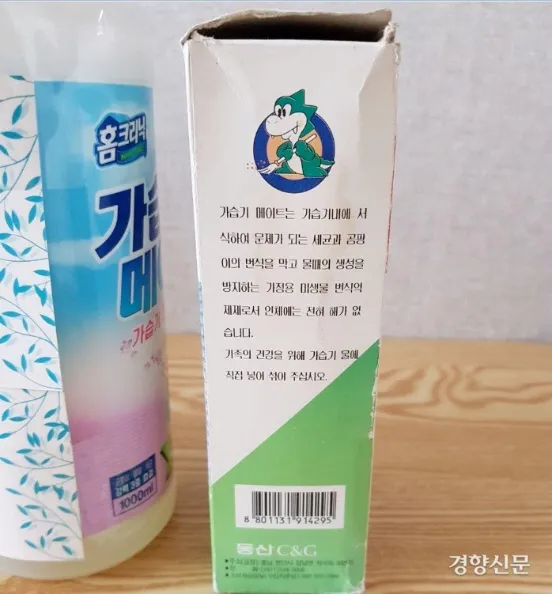 홈크리닉
가습
메이
가습기
1000ml
가습기 메이트는 가습기내에 서
식하여 문제가 되는 세균과 곰팡
이의 번식을 막고 물때의 생성을
방지하는 가정용 미생물 번식억
제제로서 인체에는 전혀 해가 없
습니다.
가족의 건강을 위해 가습기 물에
직접 넣어 섞어 주십시오.
8 801131 914295
동산 C&G
경향신문